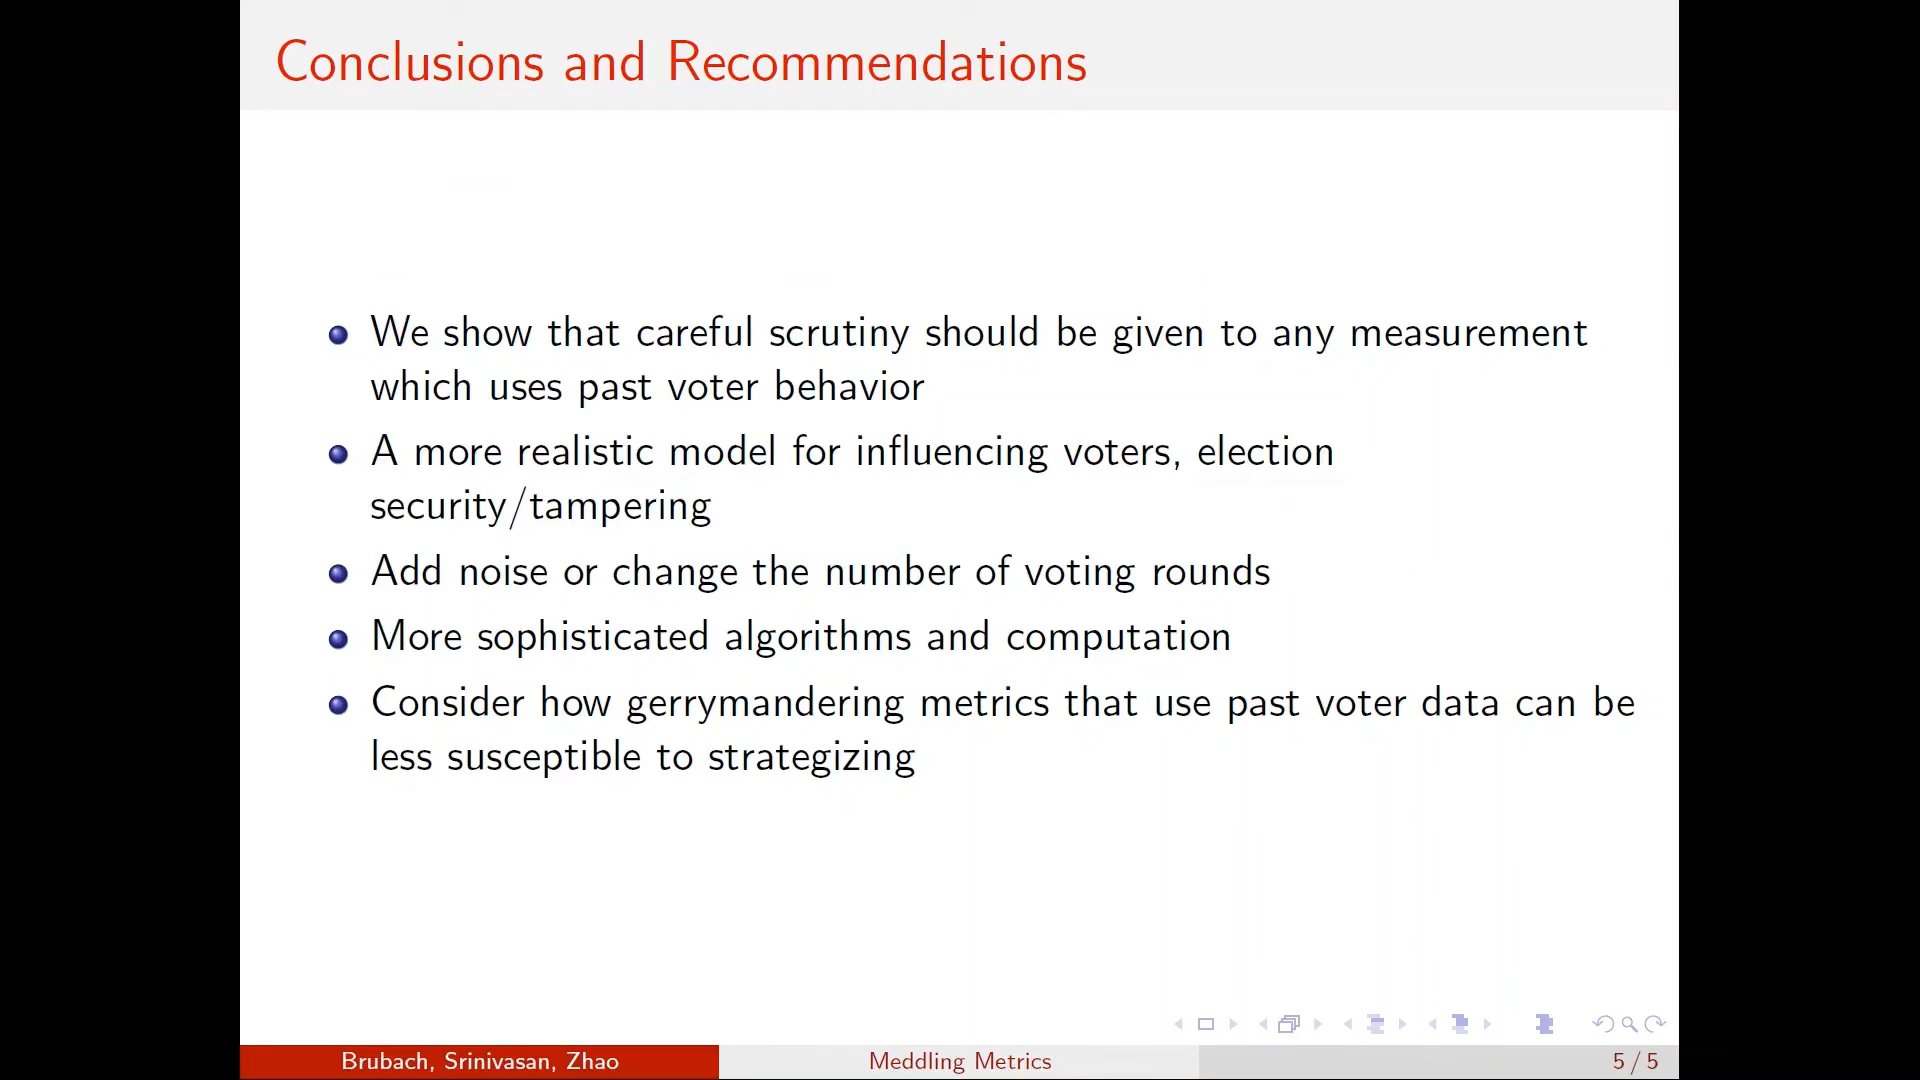 Conclusions and Recommendations
We show that careful scrutiny should be given to any measurement
which uses past voter behavior
A more realistic model for influencing voters, election
security/tampering
Add noise or change the number of voting rounds
More sophisticated algorithms and computation
Consider how gerrymandering metrics that use past voter data can be
less susceptible to strategizing
Brubach, Srinivasan, Zhao
Meddling Metrics
5 / 5